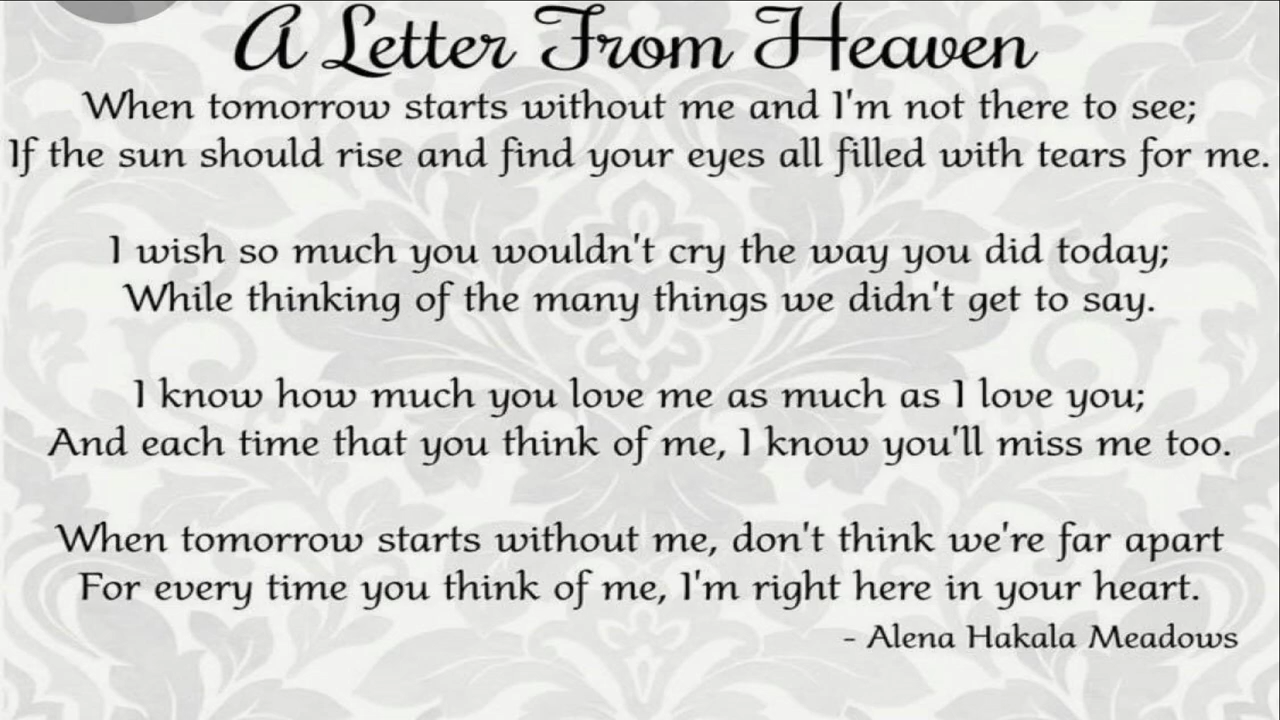 A Letter From Heaven
When tomorrow starts without me and I'm not there to see;
If the sun should rise and find your eyes all filled with tears for me.
I wish so much you wouldn't cry the way you did today;
While thinking of the many things we didn't get to say.
I know how much you love me as much as I love you;
And each time that you think of me, I know you'll miss me too.
When tomorrow starts without me, don't think we're far apart
For every time you think of me, I'm right here in your heart.
- Alena Hakala Meadows